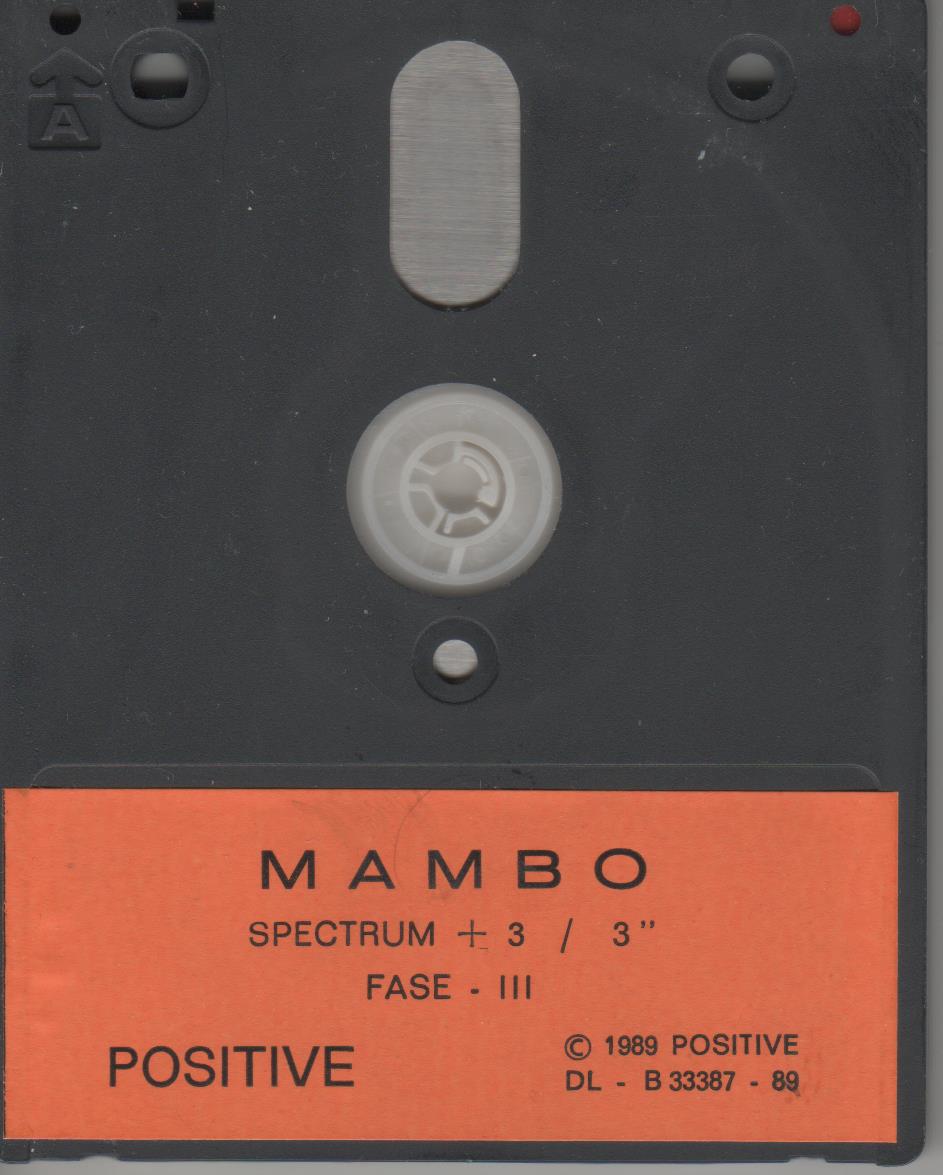 A
MAMBO
SPECTRUM + 3 / 3"
FASE - III
POSITIVE
© 1989 POSITIVE
DL - B 33387 - 89